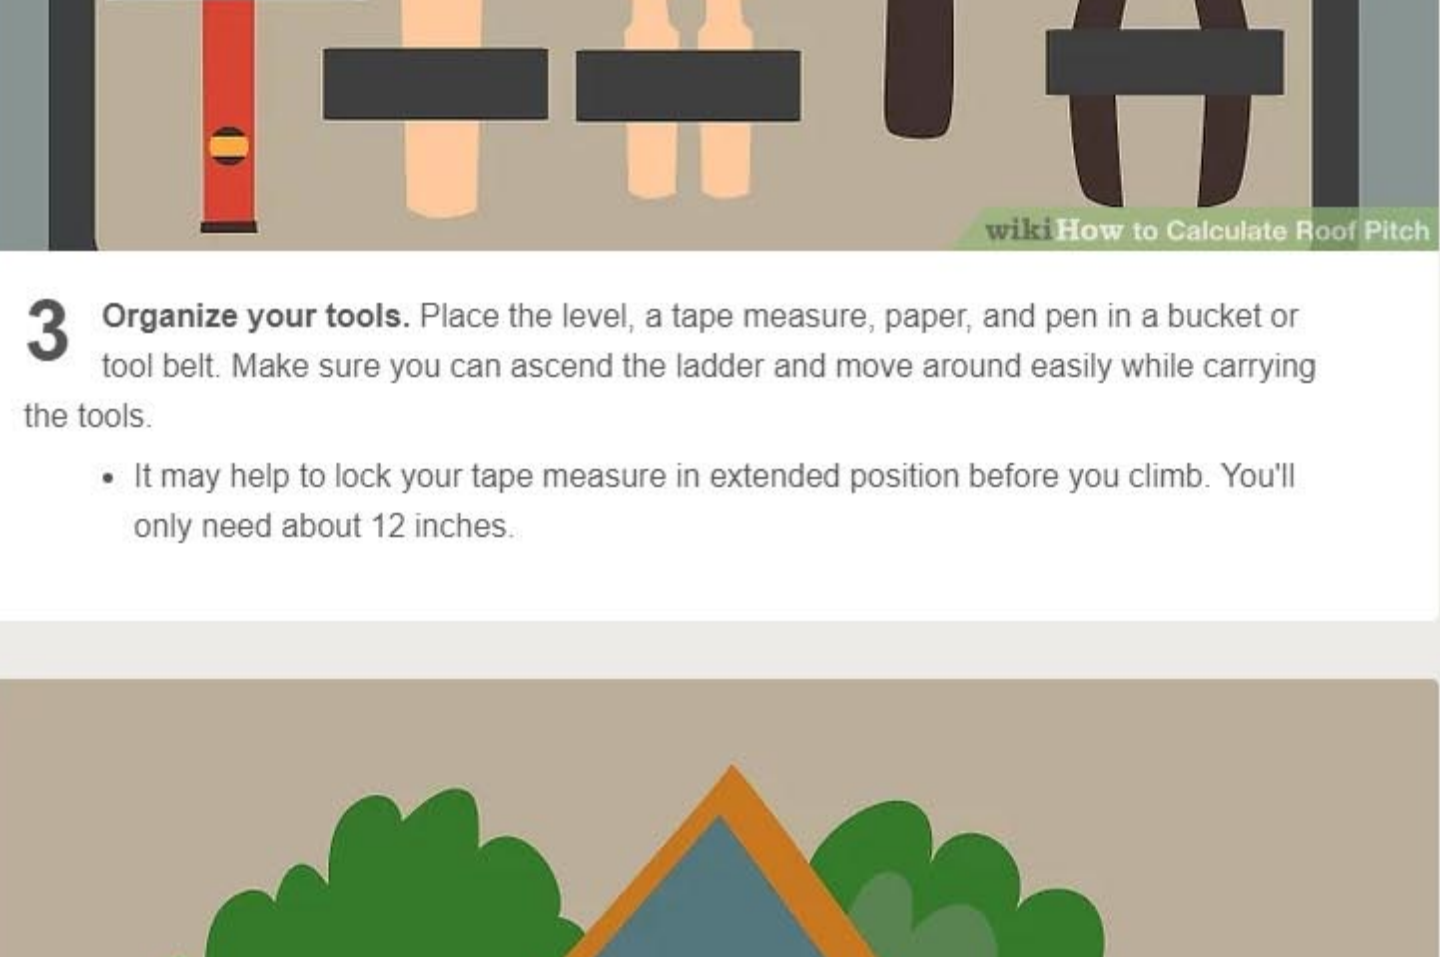 wikiHow to Calculate Roof Pitch
3 Organize your tools. Place the level, a tape measure, paper, and pen in a bucket or
tool belt. Make sure you can ascend the ladder and move around easily while carrying
the tools.
• It may help to lock your tape measure in extended position before you climb. You'll
only need about 12 inches.